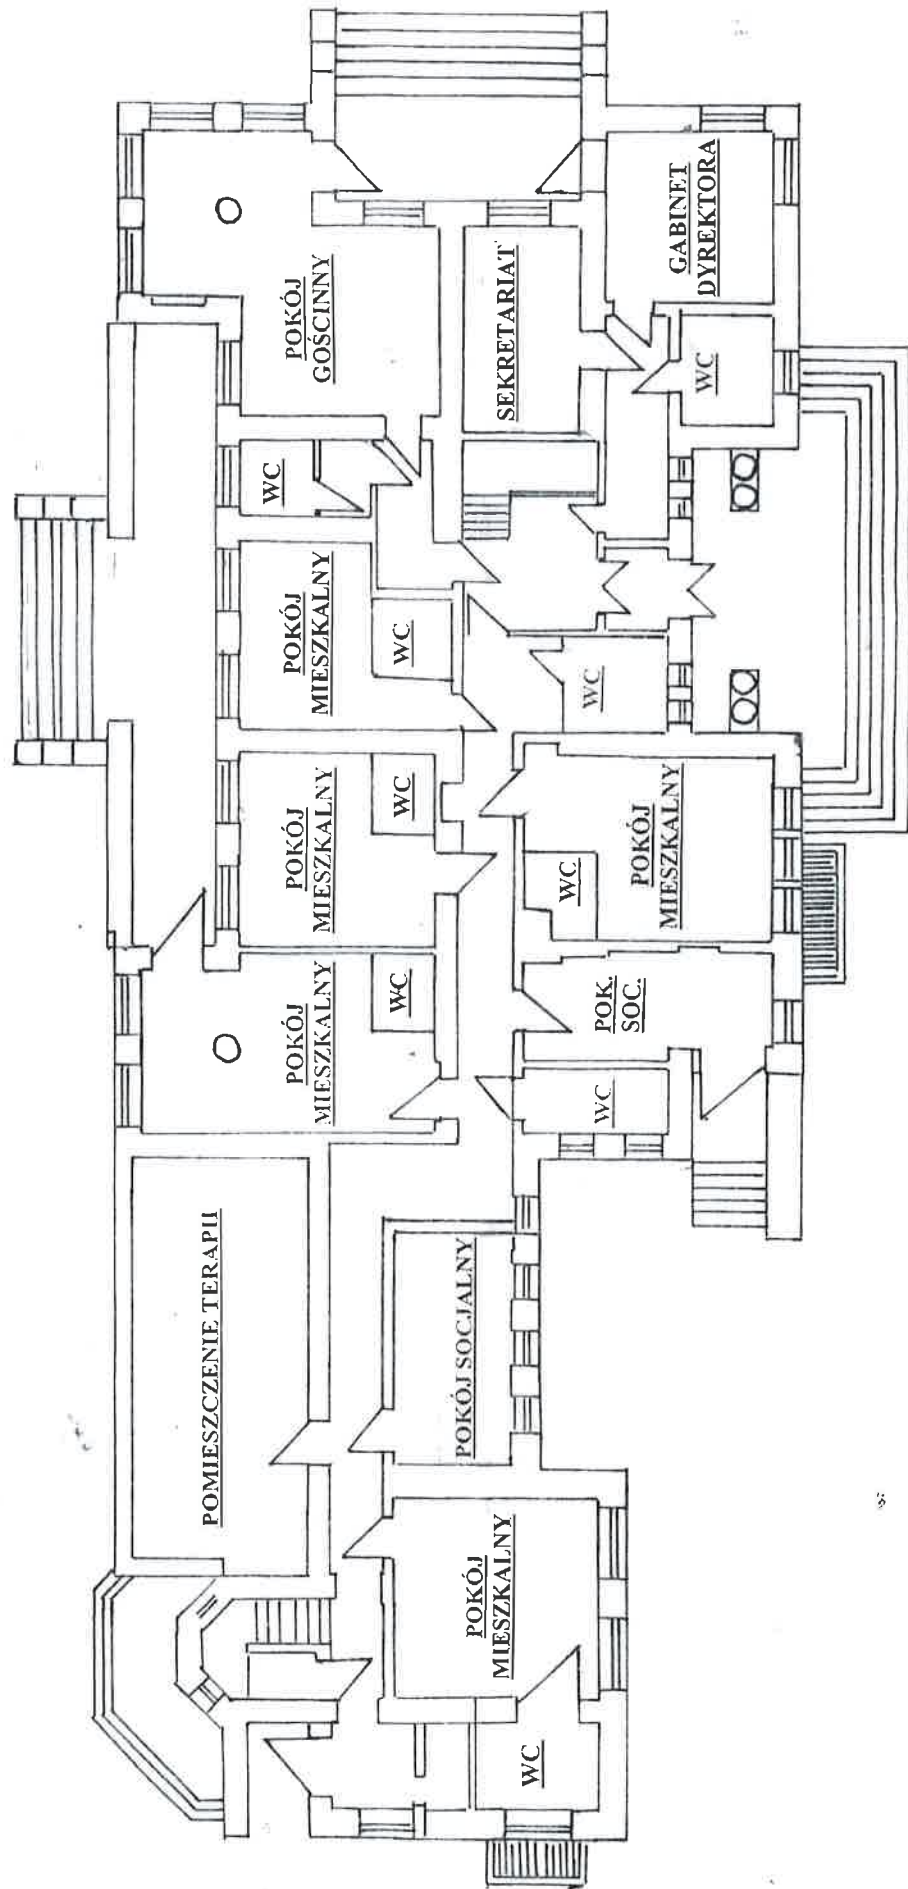 POMIESZCZENIE TERAPII
POKÓJ
MIESZKALNY
WC
POKÓJ
MIESZKALNY
WC
POKÓJ
MIESZKALNY
WC
WC
POKÓJ
GOŚCINNY
SEKRETARIAT
GABINET
DYREKTORA
WC
WC
POKÓJ
MIESZKALNY
WC
POK.
SOC.
WC
POKÓJ SOCJALNY
POKÓJ
MIESZKALNY
WC